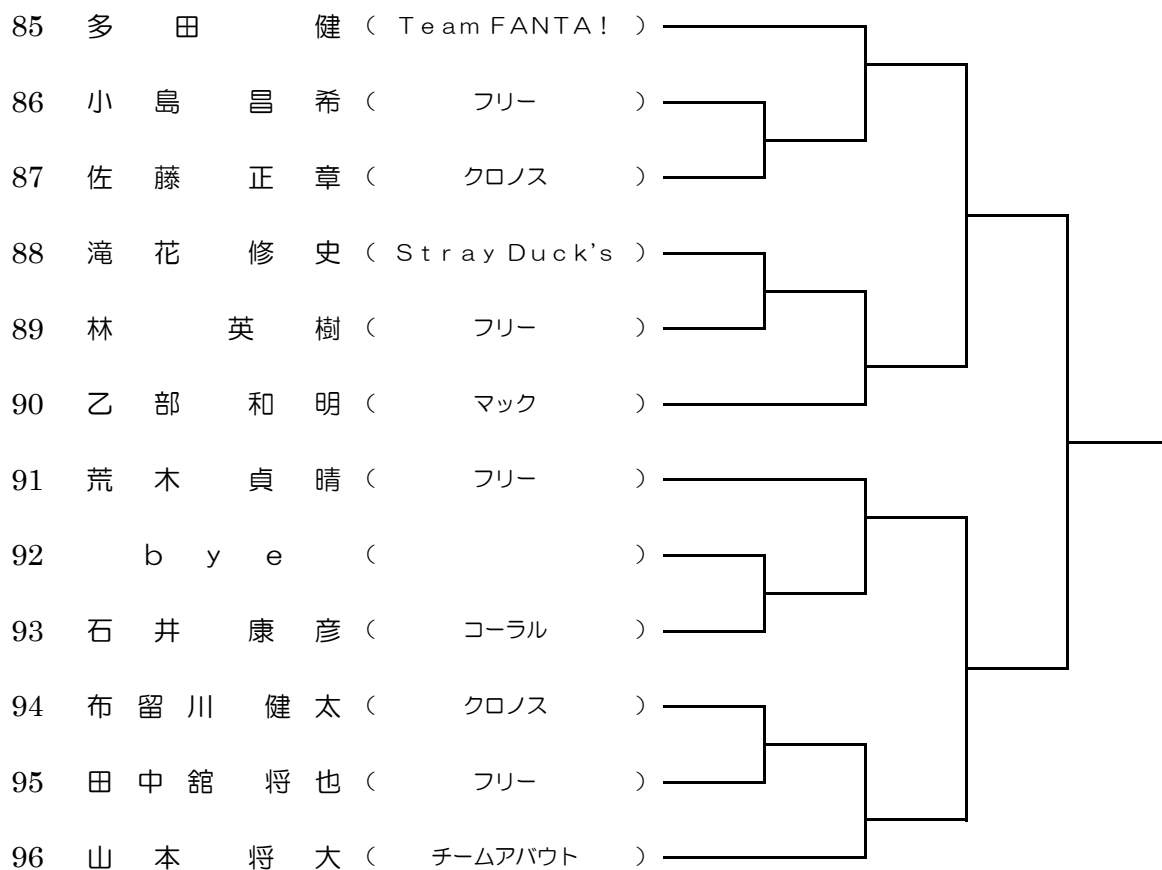 85 多田 健 （ Team FANTA! ）
86 小島 昌希 （ フリー ）
87 佐藤 正章 （ クロノス ）
88 滝花 修史 （ Stray Duck's ）
89 林 英樹 （ フリー ）
90 乙部 和明 （ マック ）
91 荒木 貞晴 （ フリー ）
92 bye （ ）
93 石井 康彦 （ コーラル ）
94 布留川 健太 （ クロノス ）
95 田中舘 将也 （ フリー ）
96 山本 将大 （ チームアバウト ）